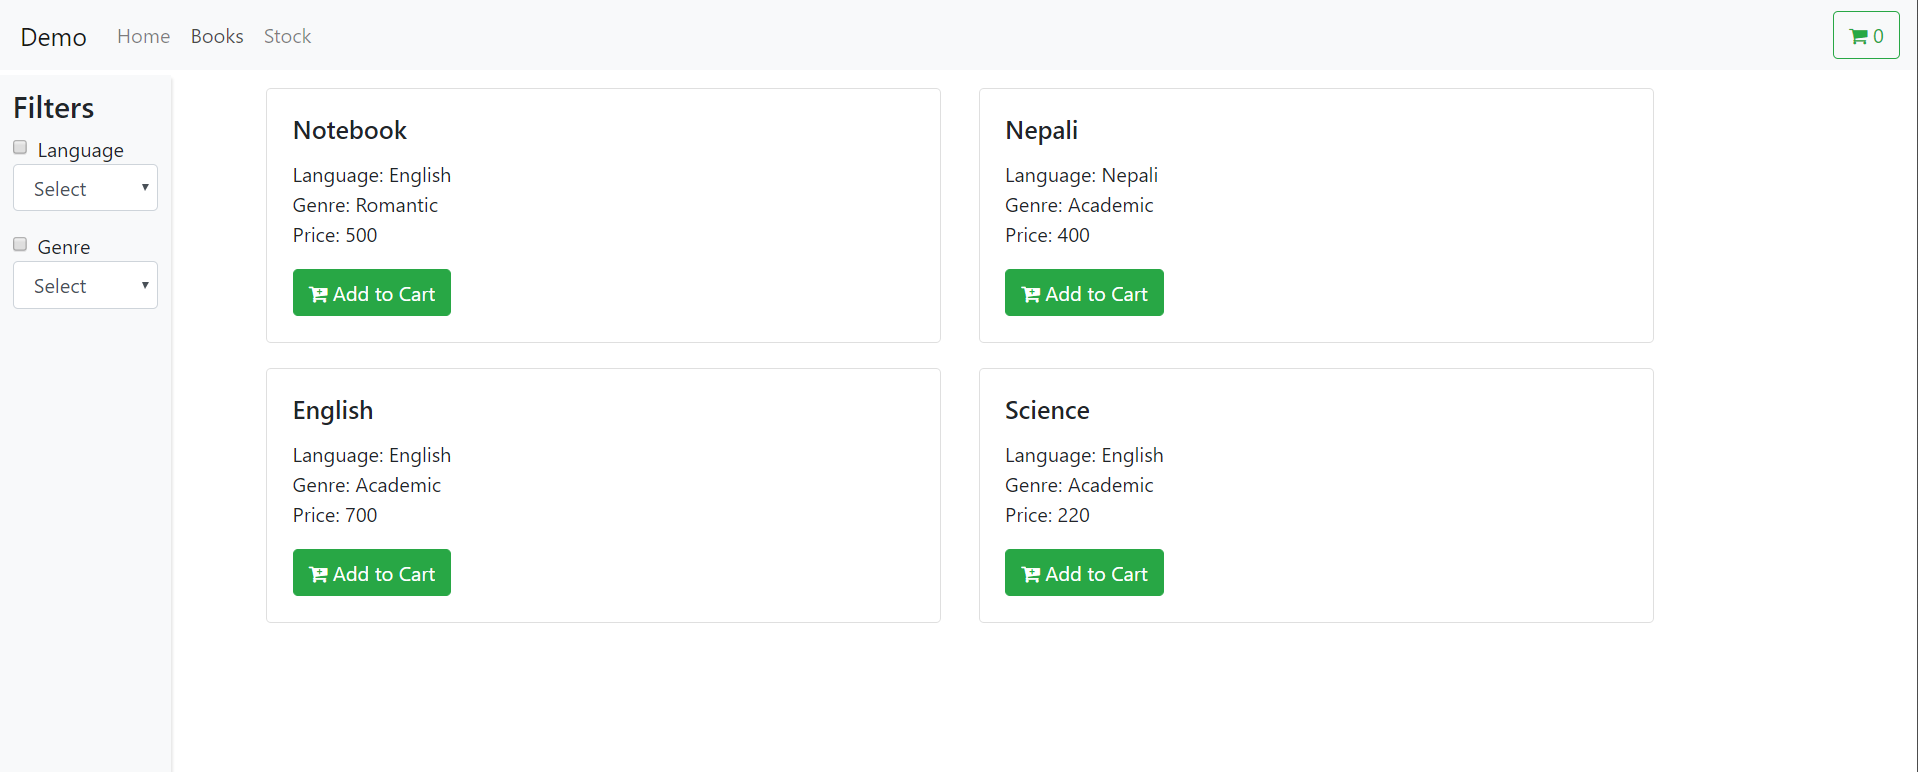 Demo Home Books Stock 0
Filters
Language
Select
Genre
Select
Notebook
Language: English
Genre: Romantic
Price: 500
Add to Cart
Nepali
Language: Nepali
Genre: Academic
Price: 400
Add to Cart
English
Language: English
Genre: Academic
Price: 700
Add to Cart
Science
Language: English
Genre: Academic
Price: 220
Add to Cart